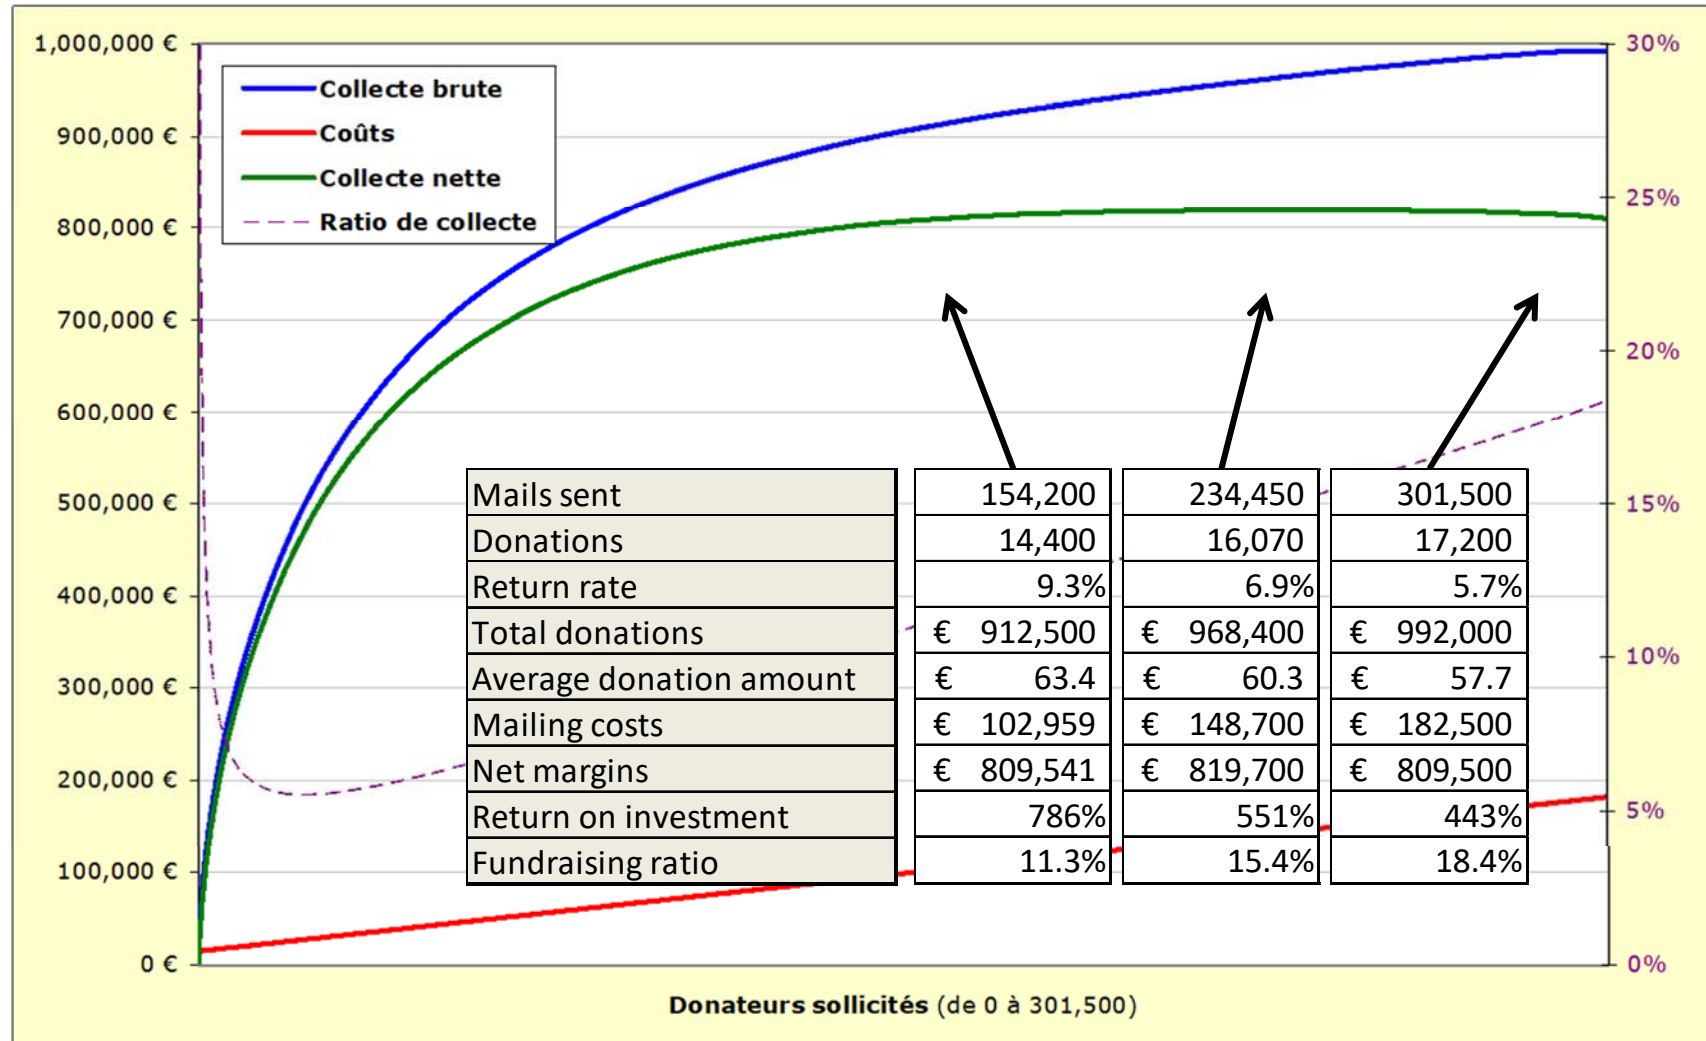 1,000,000 €
900,000 €
800,000 €
700,000 €
600,000 €
500,000 €
400,000 €
300,000 €
200,000 €
100,000 €
0 €
30%
25%
20%
15%
10%
5%
0%
Collecte brute
Coûts
Collecte nette
Ratio de collecte
Mails sent 154,200 234,450 301,500
Donations 14,400 16,070 17,200
Return rate 9.3% 6.9% 5.7%
Total donations € 912,500 € 968,400 € 992,000
Average donation amount € 63.4 € 60.3 € 57.7
Mailing costs € 102,959 € 148,700 € 182,500
Net margins € 809,541 € 819,700 € 809,500
Return on investment 786% 551% 443%
Fundraising ratio 11.3% 15.4% 18.4%
Donateurs sollicités (de 0 à 301,500)